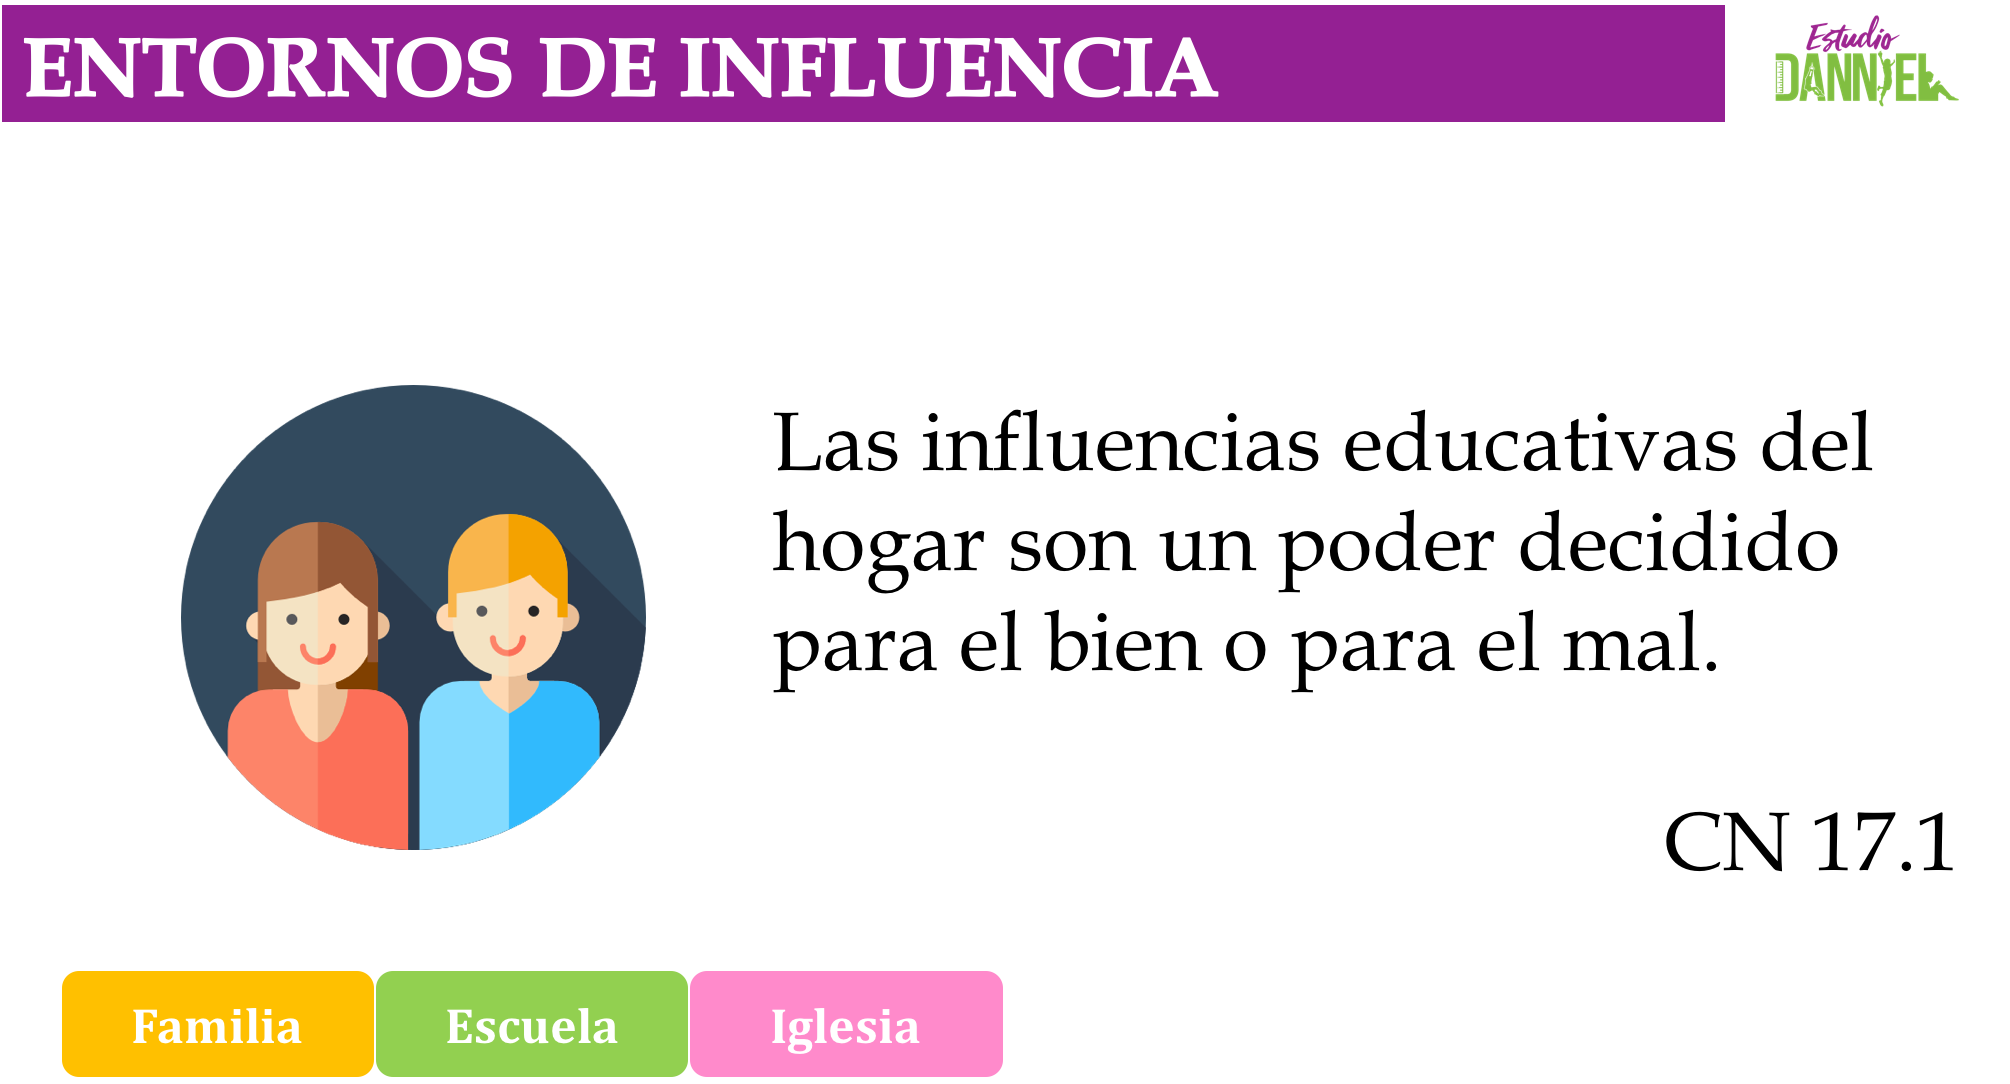 ENTORNOS DE INFLUENCIA
Estudio
DANNIEL
Las influencias educativas del
hogar son un poder decidido
para el bien o para el mal.
CN 17.1
Familia
Escuela
Iglesia